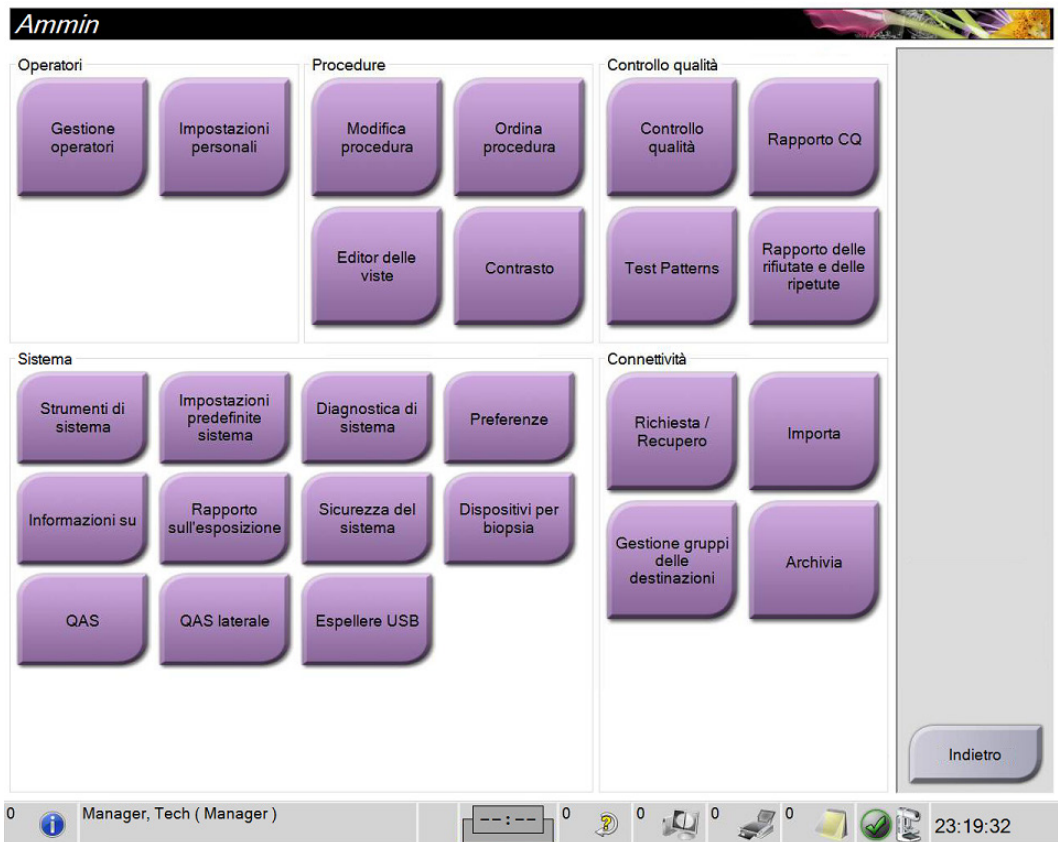 Ammin
Operatori
Gestione
operatori
Impostazioni
personali
Procedure
Modifica
procedura
Ordina
procedura
Editor delle
viste
Contrasto
Controllo qualità
Controllo
qualità
Rapporto CQ
Test Patterns
Rapporto delle
rifiutate e delle
ripetute
Sistema
Strumenti di
sistema
Impostazioni
predefinite
sistema
Diagnostica di
sistema
Preferenze
Informazioni su
Rapporto
sull'esposizione
Sicurezza del
sistema
Dispositivi per
biopsia
QAS
QAS laterale
Espellere USB
Connettività
Richiesta /
Recupero
Importa
Gestione gruppi
delle
destinazioni
Archivia
Indietro
0
Manager, Tech ( Manager )
--:--
0
0
0
0
23:19:32